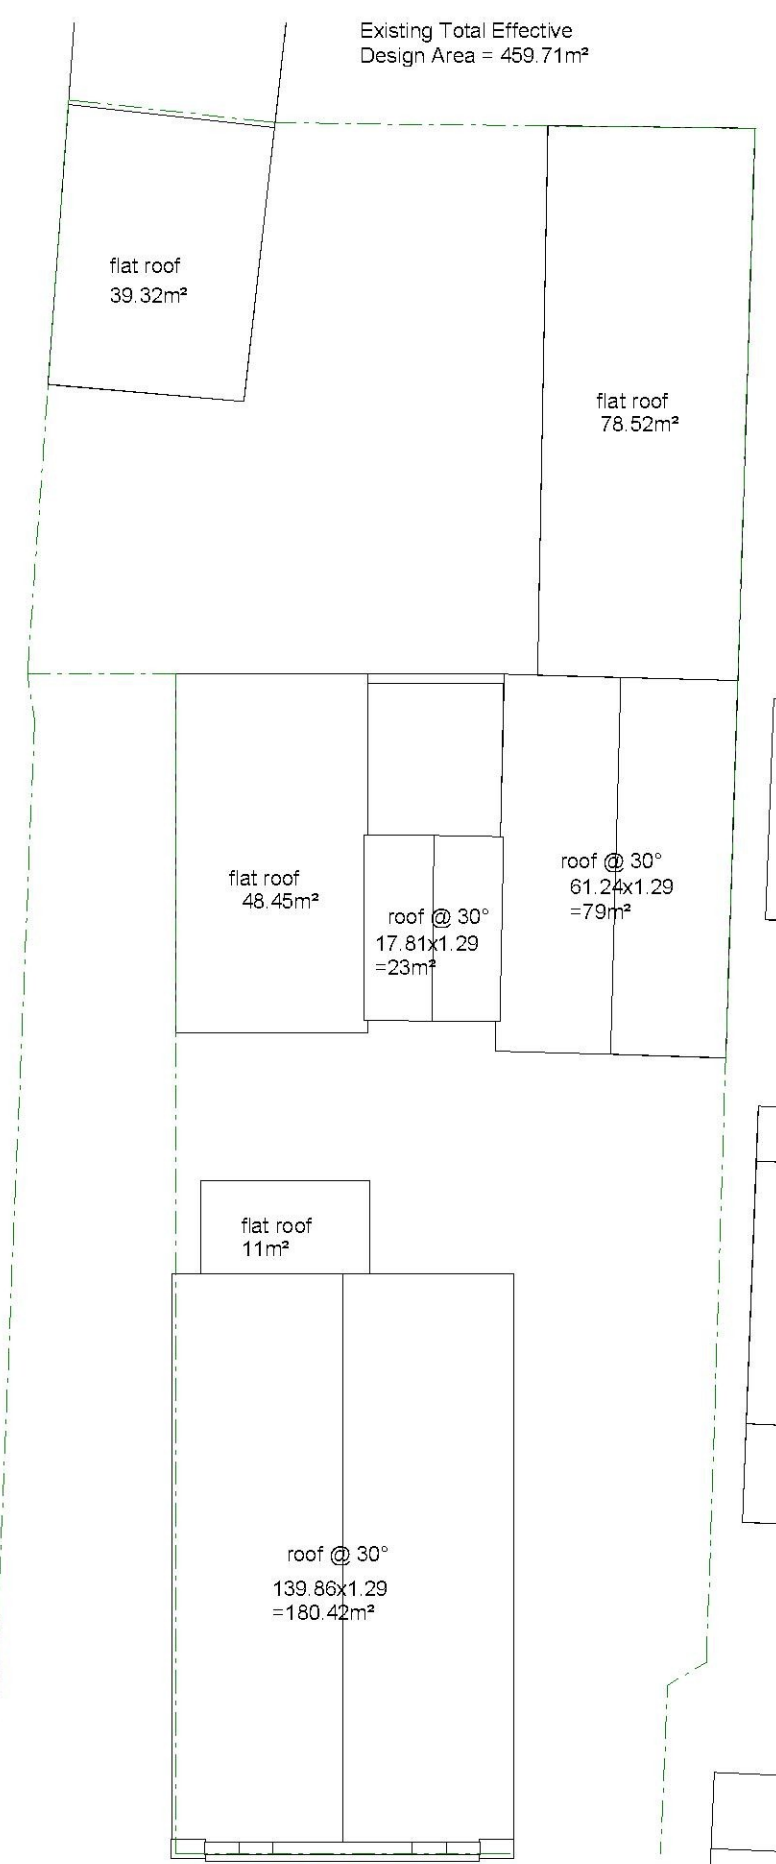 Existing Total Effective
Design Area = 459.71m²
flat roof
39.32m²
flat roof
78.52m²
flat roof
48.45m²
roof @ 30°
17.81x1.29
=23m²
roof @ 30°
61.24x1.29
=79m²
flat roof
11m²
roof @ 30°
139.86x1.29
=180.42m²